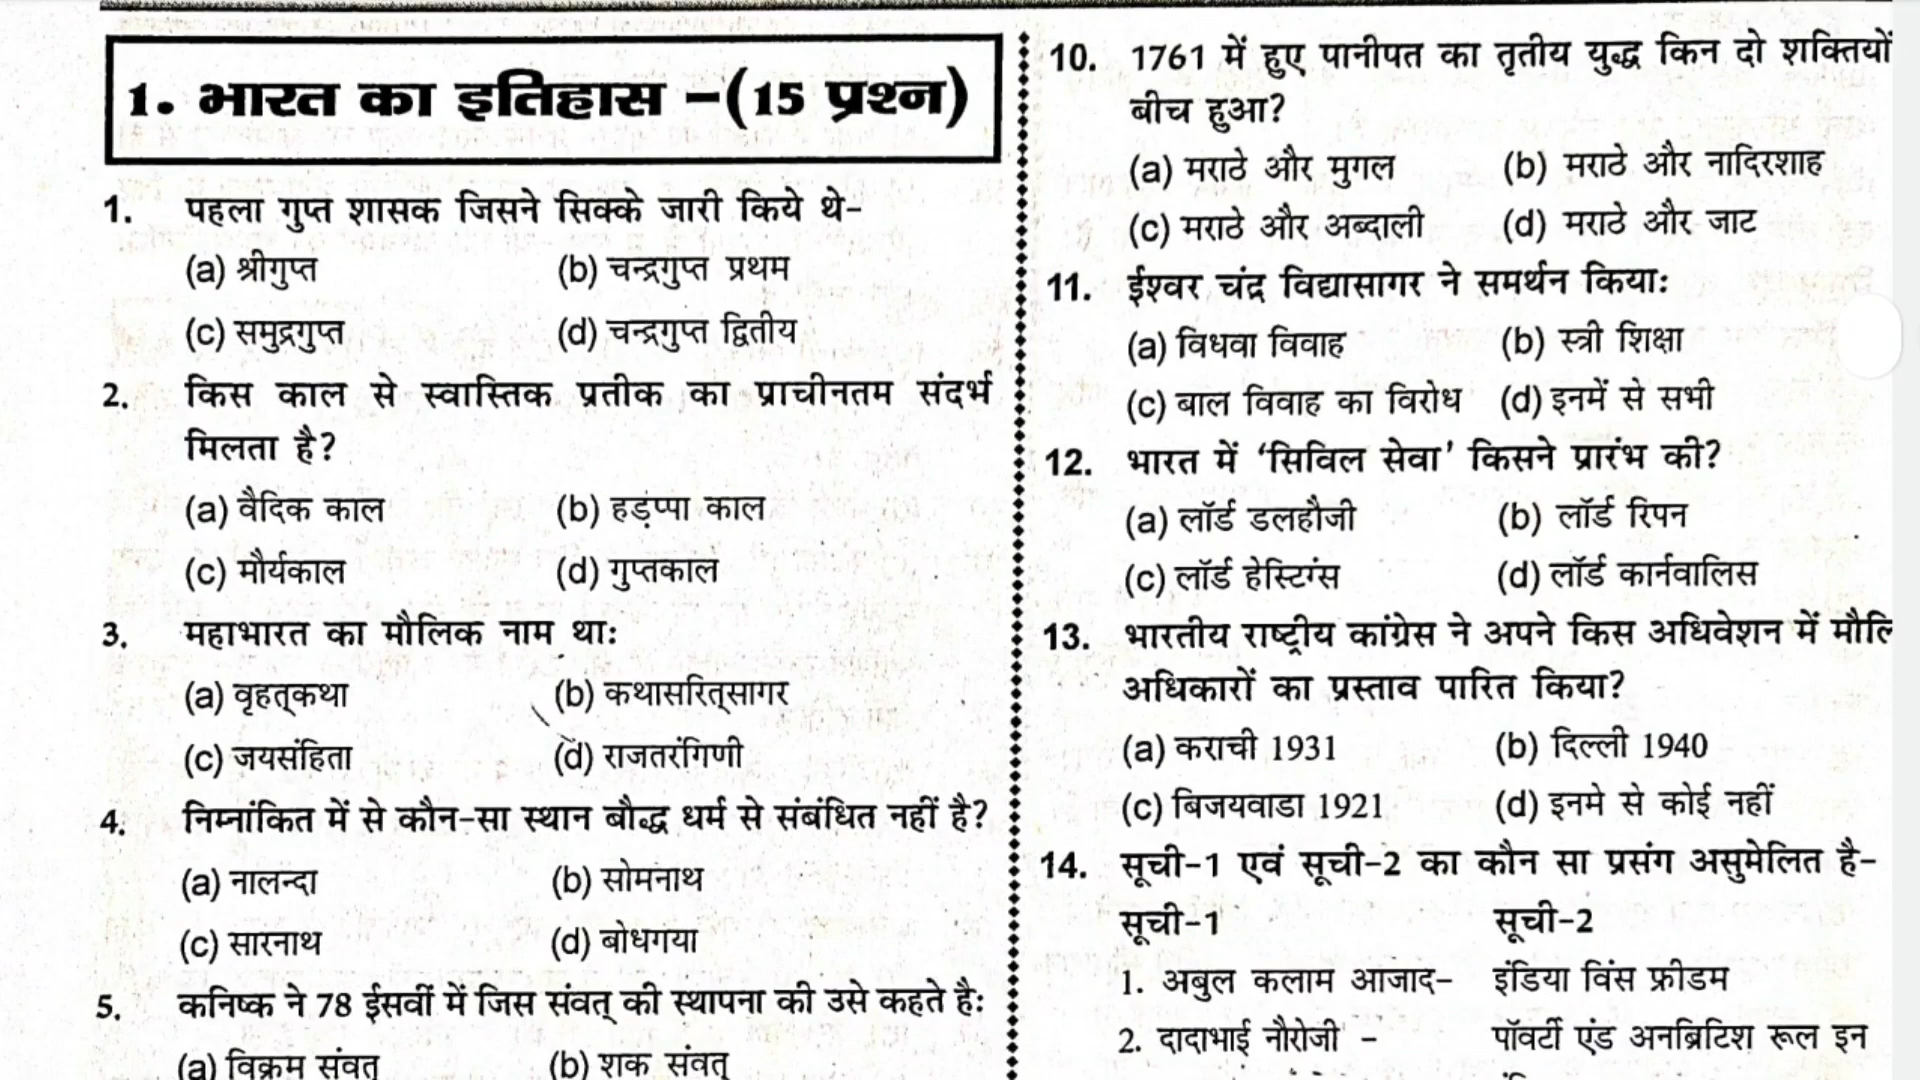 1. भारत का इतिहास –(15 प्रश्न)
1. पहला गुप्त शासक जिसने सिक्के जारी किये थे–
(a) श्रीगुप्त (b) चन्द्रगुप्त प्रथम
(c) समुद्रगुप्त (d) चन्द्रगुप्त द्वितीय
2. किस काल से स्वास्तिक प्रतीक का प्राचीनतम संदर्भ
मिलता है?
(a) वैदिक काल (b) हड़प्पा काल
(c) मौर्यकाल (d) गुप्तकाल
3. महाभारत का मौलिक नाम था:
(a) वृहत्कथा (b) कथासरित्सागर
(c) जयसंहिता (d) राजतरंगिणी
4. निम्नांकित में से कौन-सा स्थान बौद्ध धर्म से संबंधित नहीं है?
(a) नालन्दा (b) सोमनाथ
(c) सारनाथ (d) बोधगया
5. कनिष्क ने 78 ईसवीं में जिस संवत् की स्थापना की उसे कहते है:
(a) विक्रम संवत् (b) शक संवत्
10. 1761 में हुए पानीपत का तृतीय युद्ध किन दो शक्तियों
बीच हुआ?
(a) मराठे और मुगल (b) मराठे और नादिरशाह
(c) मराठे और अब्दाली (d) मराठे और जाट
11. ईश्वर चंद्र विद्यासागर ने समर्थन किया:
(a) विधवा विवाह (b) स्त्री शिक्षा
(c) बाल विवाह का विरोध (d) इनमें से सभी
12. भारत में ‘सिविल सेवा’ किसने प्रारंभ की?
(a) लॉर्ड डलहौजी (b) लॉर्ड रिपन
(c) लॉर्ड हेस्टिंग्स (d) लॉर्ड कार्नवालिस
13. भारतीय राष्ट्रीय कांग्रेस ने अपने किस अधिवेशन में मौलि
अधिकारों का प्रस्ताव पारित किया?
(a) कराची 1931 (b) दिल्ली 1940
(c) बिजयवाडा 1921 (d) इनमे से कोई नहीं
14. सूची-1 एवं सूची-2 का कौन सा प्रसंग असुमेलित है–
सूची-1 सूची-2
1. अबुल कलाम आजाद– इंडिया विंस फ्रीडम
2. दादाभाई नौरोजी – पॉवर्टी एंड अनब्रिटिश रूल इन